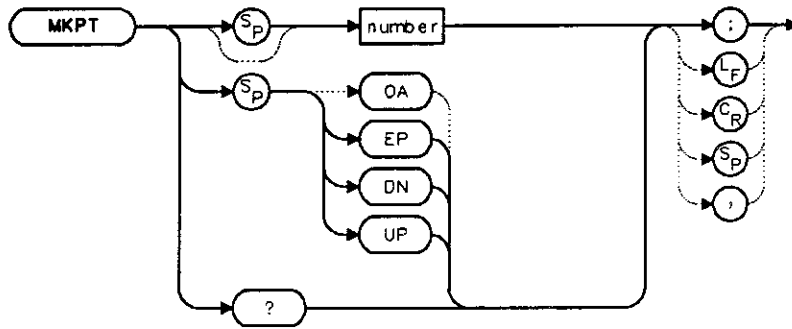 MKPT SP number ;
LF
SP OA CR
EP SP
DN ,
UP
?